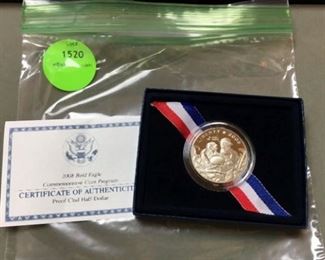 1520
2008 Bald Eagle
Commemorative Coin Program
CERTIFICATE OF AUTHENTICITY
Proof Clad Half Dollar